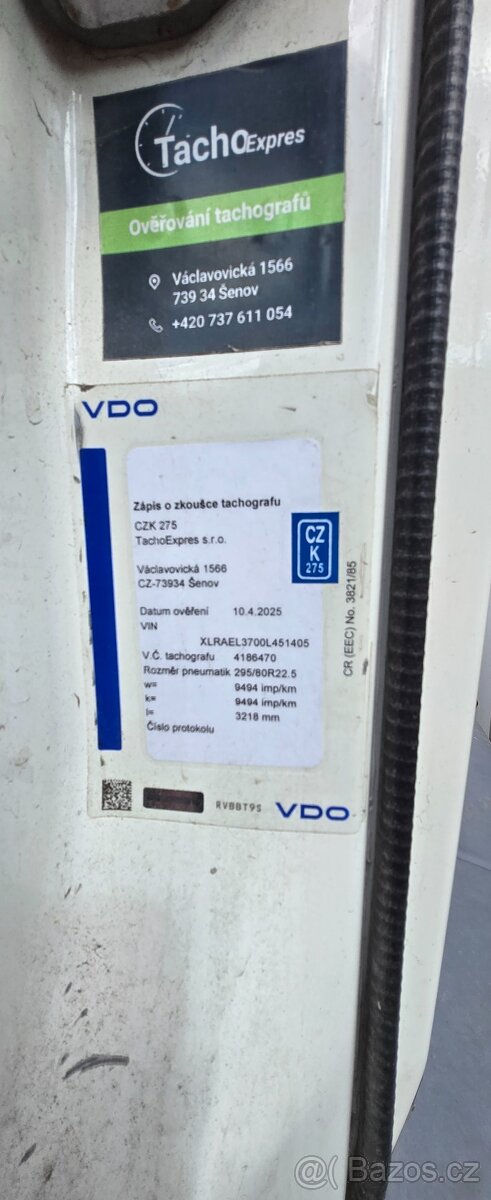 TachoExpres
Ověřování tachografů
Václavovická 1566
739 34 Šenov
+420 737 611 054
VDO
Zápis o zkoušce tachografu
CZK 275
TachoExpres s.r.o.
Václavovická 1566
CZ-73934 Šenov
CZ
K
275
Datum ověření 10.4.2025
VIN
XLRAEL3700L451405
V.Č. tachografu 4186470
Rozměr pneumatik 295/80R22.5
w= 9494 imp/km
k= 9494 imp/km
l= 3218 mm
Číslo protokolu
CR (EEC) No. 3821/85
RVBBT9S
VDO
@Bazos.cz